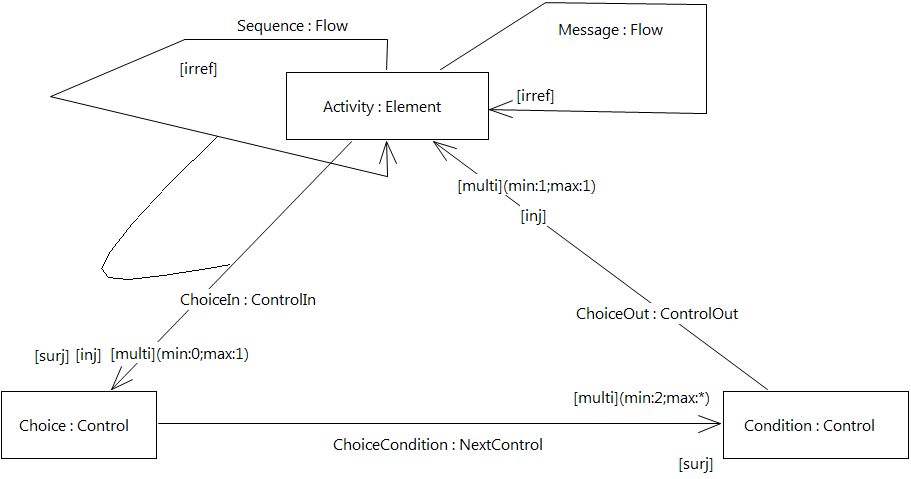 Sequence : Flow
Message : Flow
[irref]
[irref]
Activity : Element
[multi](min:1;max:1)
[inj]
ChoiceIn : ControlIn
ChoiceOut : ControlOut
[surj] [inj] [multi](min:0;max:1)
[multi](min:2;max:*)
Choice : Control
Condition : Control
ChoiceCondition : NextControl
[surj]